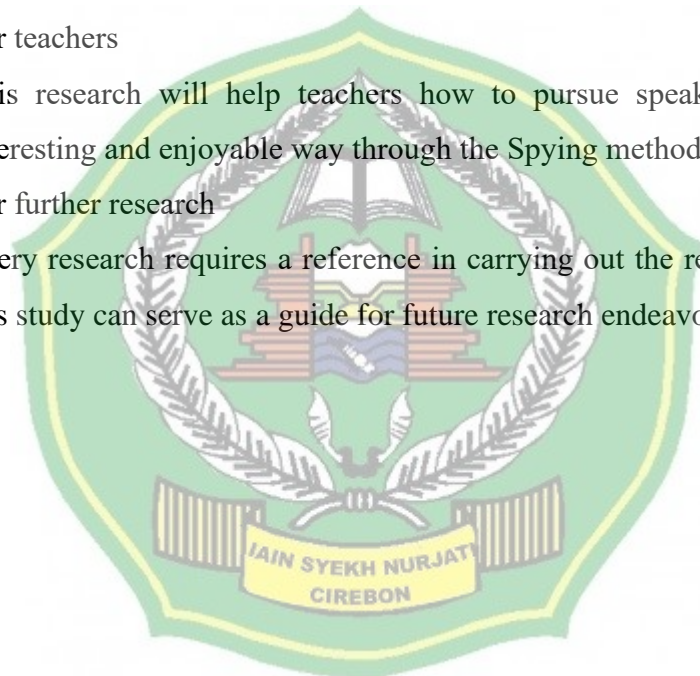 r teachers
is research will help teachers how to pursue speak
eresting and enjoyable way through the Spying method
r further research
ery research requires a reference in carrying out the re
s study can serve as a guide for future research endeavo
IAIN SYEKH NURJATI
CIREBON